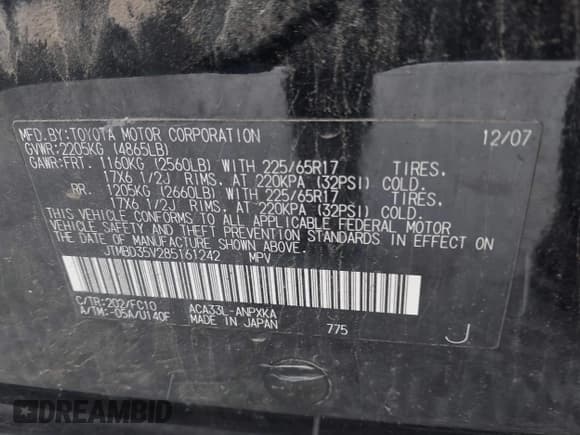 MFD.BY:TOYOTA MOTOR CORPORATION 12/07
GVWR:2205KG (4865LB)
GAWR:FRT. 1160KG (2560LB) WITH 225/65R17 TIRES,
17X6 1/2J RIMS, AT 220KPA (32PSI) COLD.
RR. 1205KG (2660LB) WITH 225/65R17 TIRES,
17X6 1/2J RIMS, AT 220KPA (32PSI) COLD.
THIS VEHICLE CONFORMS TO ALL APPLICABLE FEDERAL MOTOR
VEHICLE SAFETY AND THEFT PREVENTION STANDARDS IN EFFECT
ON THE DATE OF MANUFACTURE SHOWN ABOVE.
JTMBD35V285161242 MPV
C/TR:202/FC10 ACA33L-ANPXKA
A/TM:-05A/U140F MADE IN JAPAN 775 J
DREAMBID